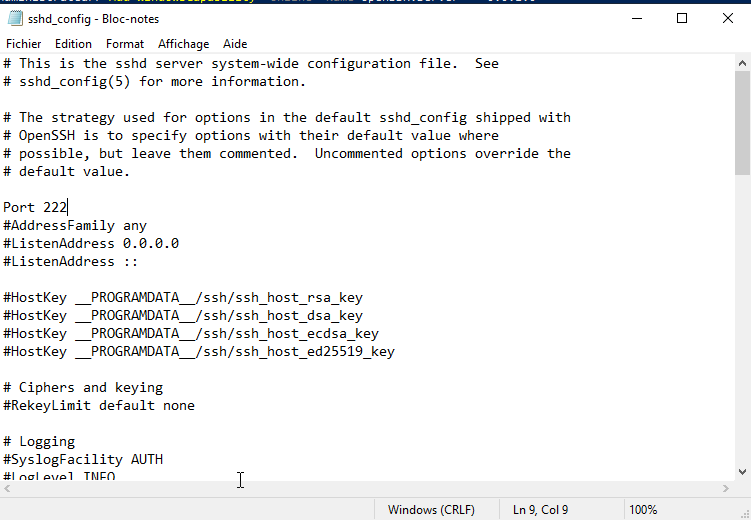 sshd_config - Bloc-notes
Fichier Edition Format Affichage Aide
# This is the sshd server system-wide configuration file.  See
# sshd_config(5) for more information.
# The strategy used for options in the default sshd_config shipped with
# OpenSSH is to specify options with their default value where
# possible, but leave them commented.  Uncommented options override the
# default value.
Port 222
#AddressFamily any
#ListenAddress 0.0.0.0
#ListenAddress ::
#HostKey __PROGRAMDATA__/ssh/ssh_host_rsa_key
#HostKey __PROGRAMDATA__/ssh/ssh_host_dsa_key
#HostKey __PROGRAMDATA__/ssh/ssh_host_ecdsa_key
#HostKey __PROGRAMDATA__/ssh/ssh_host_ed25519_key
# Ciphers and keying
#RekeyLimit default none
# Logging
#SyslogFacility AUTH
#LogLevel INFO
Windows (CRLF) Ln 9, Col 9 100%